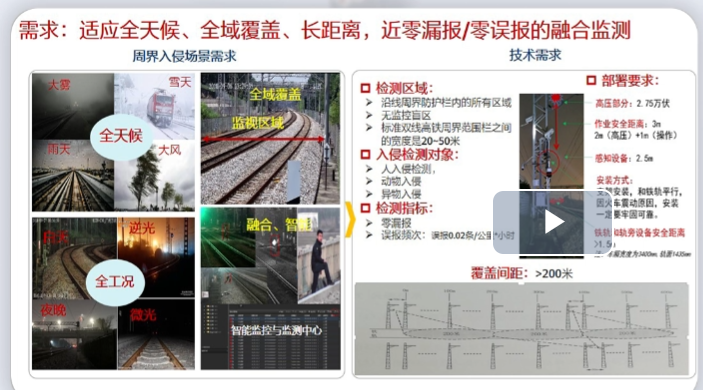 需求：适应全天候、全域覆盖、长距离，近零漏报/零误报的融合监测
周界入侵场景需求
大雾
雪天
全天候
雨天
大风
逆光
全工况
夜晚
微光
全域覆盖
监视区域
融合、智能
智能监控与监测中心
技术需求
检测区域：
沿线周界防护栏内的所有区域
无监控盲区
标准双线高铁周界范围栏之间
的宽度是20~50米
入侵检测对象：
人入侵检测，
动物入侵
异物入侵
检测指标：
零漏报
误报频次：误报0.02条/公里*小时
部署要求：
高压部分：2.75万伏
作业安全距离：3m
2m（高压）+1m（操作）
感知设备：2.5m
安装方式：
安装，和铁轨平行，
因火车震动原因，安装
一定要牢固可靠。
铁轨和轨旁设备安全距离
覆盖间距：>200米